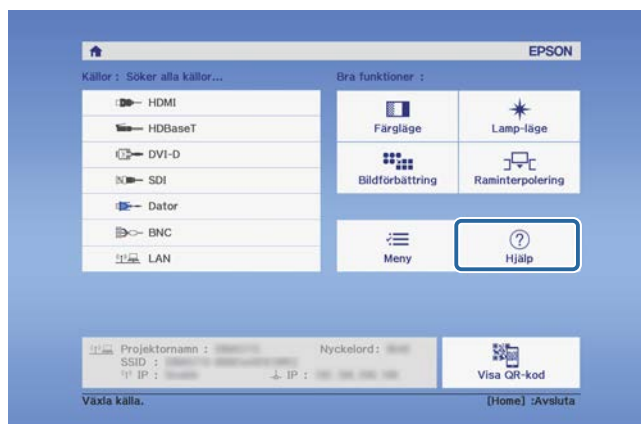 EPSON
Källor : Söker alla källor...
Bra funktioner :
HDMI
HDBaseT
DVI-D
SDI
Dator
BNC
LAN
Färgläge
Lamp-läge
Bildförbättring
Raminterpolering
Meny
Hjälp
Projektornamn :
Nyckelord :
SSID :
IP :
IP :
Visa QR-kod
Växla källa.
[Home] :Avsluta